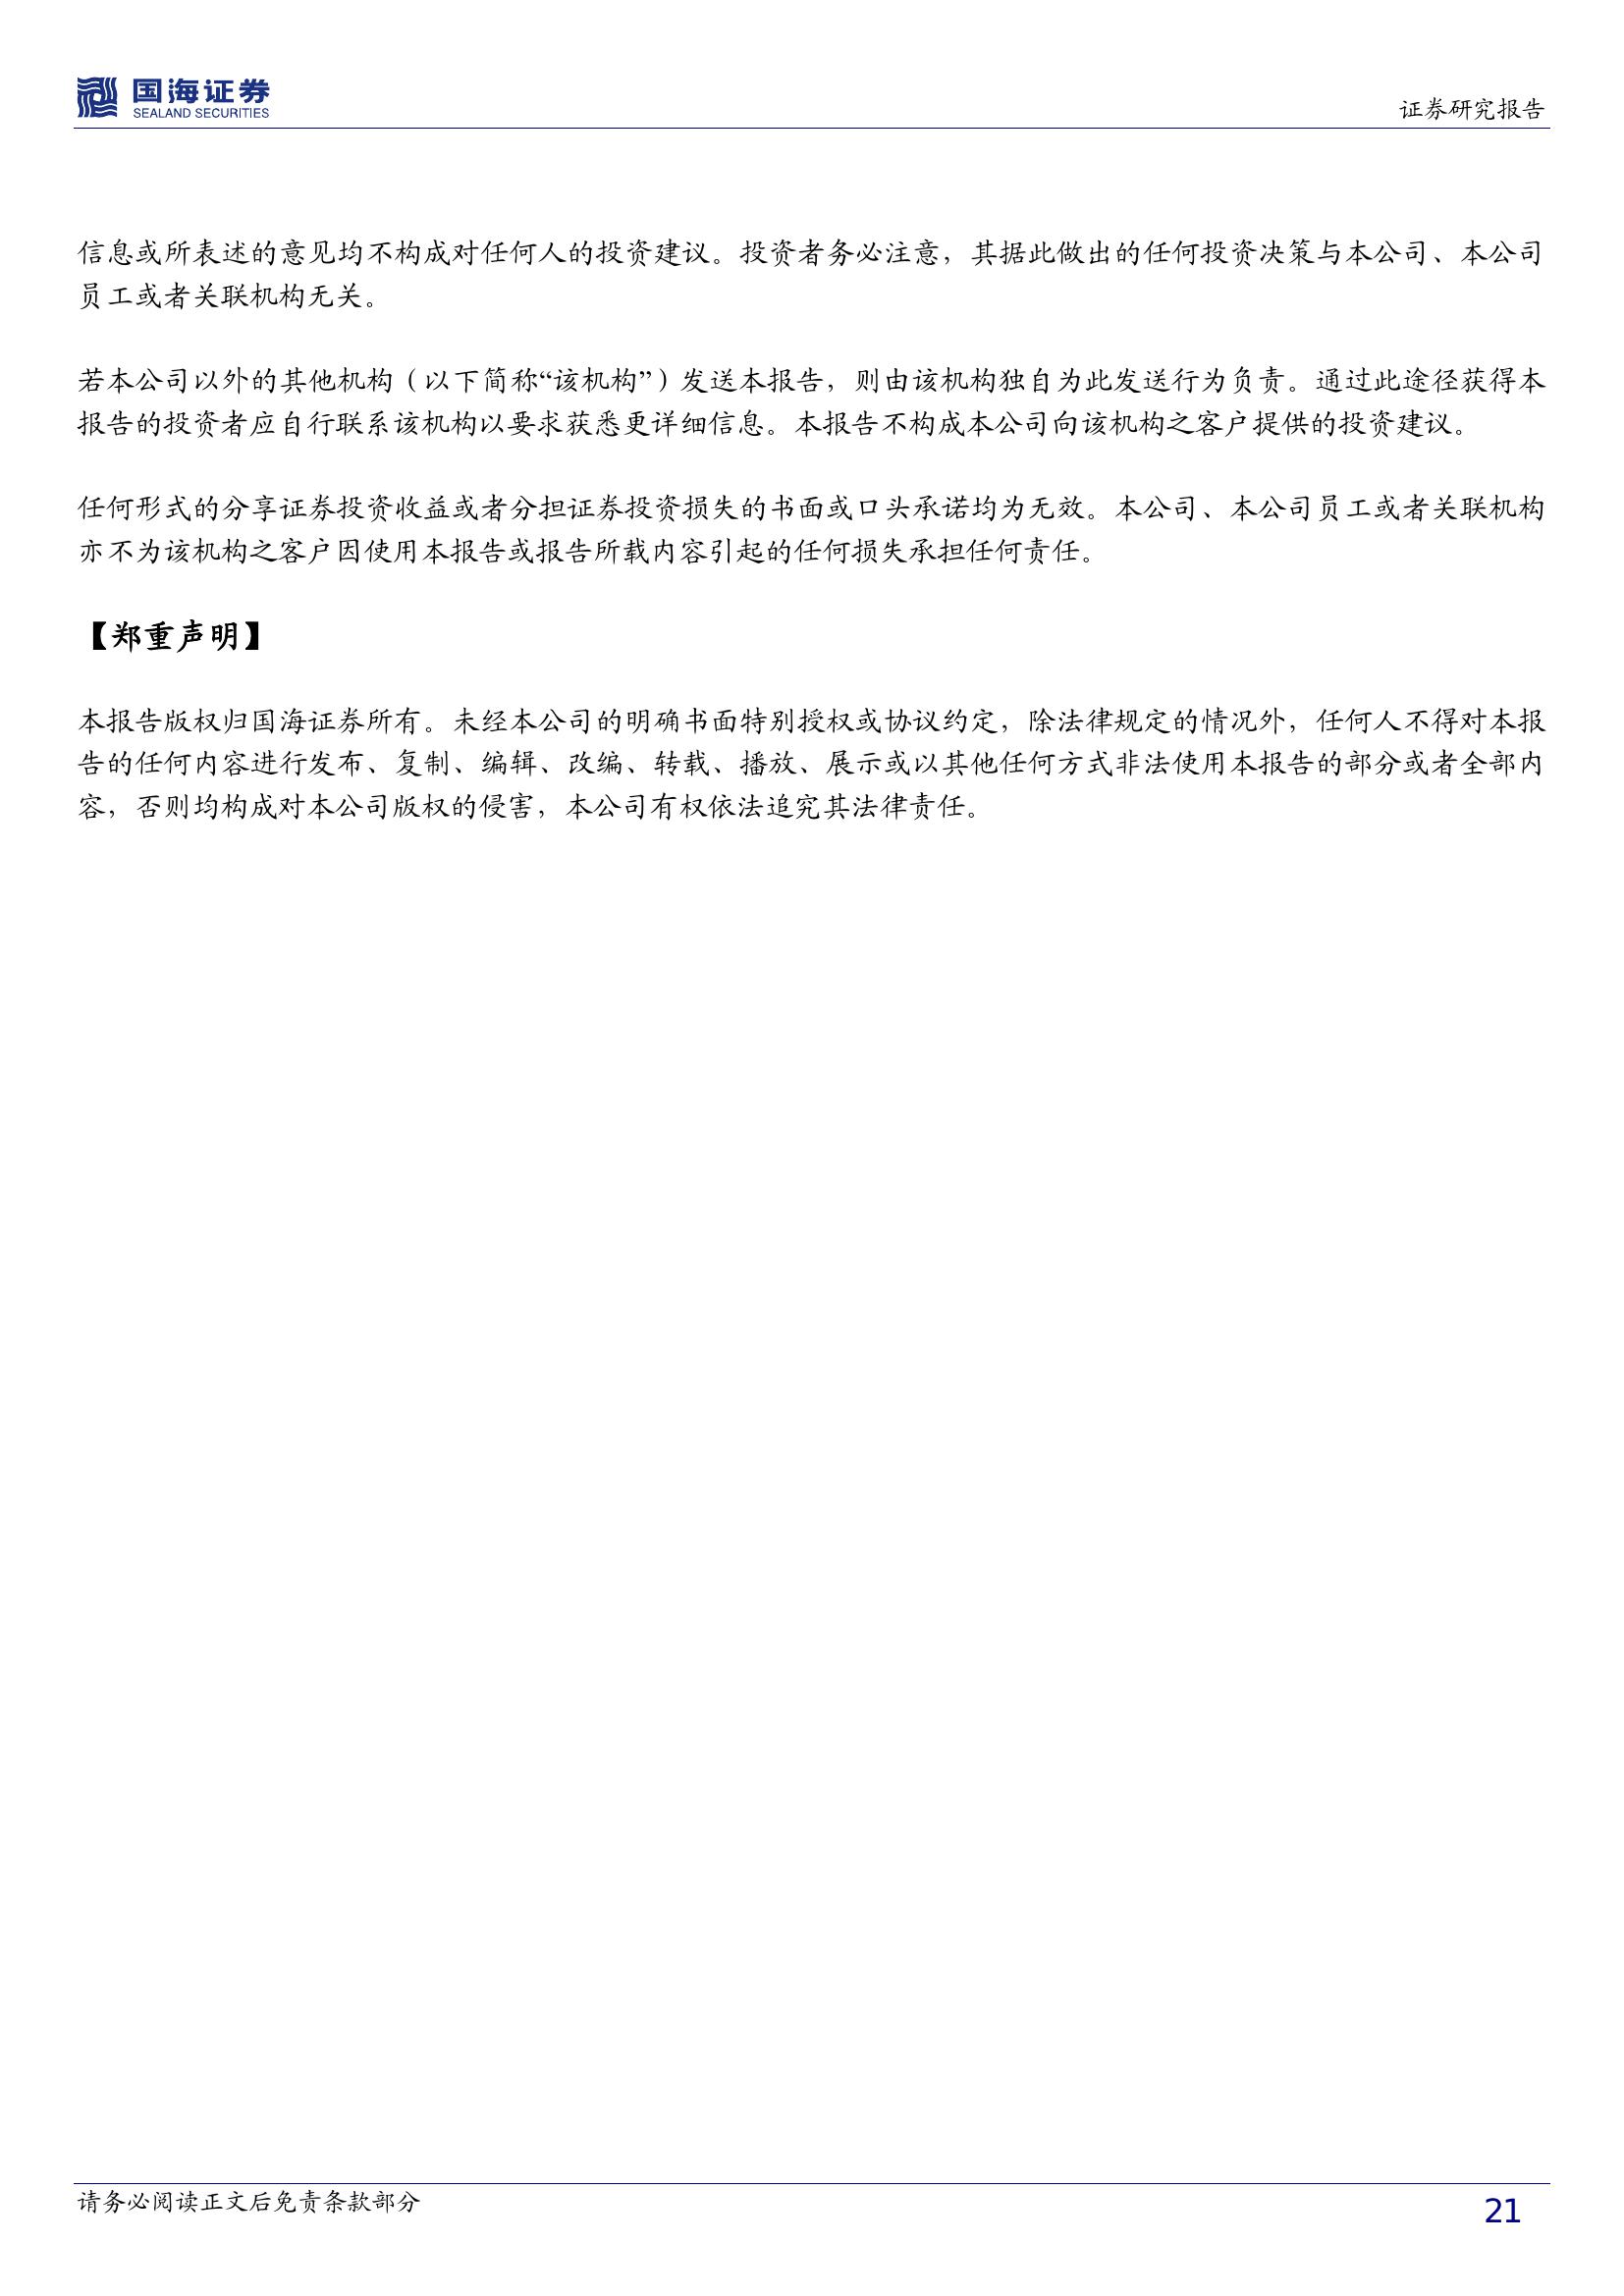 国海证券
SEALAND SECURITIES
证券研究报告
信息或所表述的意见均不构成对任何人的投资建议。投资者务必注意，其据此做出的任何投资决策与本公司、本公司
员工或者关联机构无关。
若本公司以外的其他机构（以下简称“该机构”）发送本报告，则由该机构独自为此发送行为负责。通过此途径获得本
报告的投资者应自行联系该机构以要求获悉更详细信息。本报告不构成本公司向该机构之客户提供的投资建议。
任何形式的分享证券投资收益或者分担证券投资损失的书面或口头承诺均为无效。本公司、本公司员工或者关联机构
亦不为该机构之客户因使用本报告或报告所载内容引起的任何损失承担任何责任。
【郑重声明】
本报告版权归国海证券所有。未经本公司的明确书面特别授权或协议约定，除法律规定的情况外，任何人不得对本报
告的任何内容进行发布、复制、编辑、改编、转载、播放、展示或以其他任何方式非法使用本报告的部分或者全部内
容，否则均构成对本公司版权的侵害，本公司有权依法追究其法律责任。
请务必阅读正文后免责条款部分
21